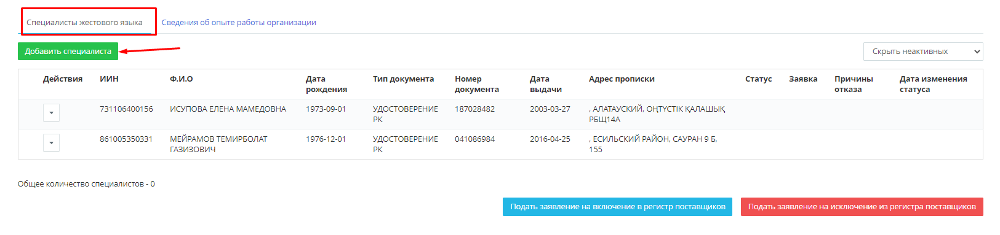 Специалисты жестового языка Сведения об опыте работы организации
Добавить специалиста Скрыть неактивных
Действия ИИН Ф.И.О Дата рождения Тип документа Номер документа Дата выдачи Адрес прописки Статус Заявка Причины отказа Дата изменения статуса
731106400156 ИСУПОВА ЕЛЕНА МАМЕДОВНА 1973-09-01 УДОСТОВЕРЕНИЕ РК 187028482 2003-03-27 , АЛАТАУСКИЙ, ОҢТҮСТІК ҚАЛАШЫҚ РБЩ14А
861005350331 МЕЙРАМОВ ТЕМИРБОЛАТ ГАЗИЗОВИЧ 1976-12-01 УДОСТОВЕРЕНИЕ РК 041086984 2016-04-25 , ЕСИЛЬСКИЙ РАЙОН, САУРАН 9 Б, 155
Общее количество специалистов - 0
Подать заявление на включение в регистр поставщиков Подать заявление на исключение из регистра поставщиков